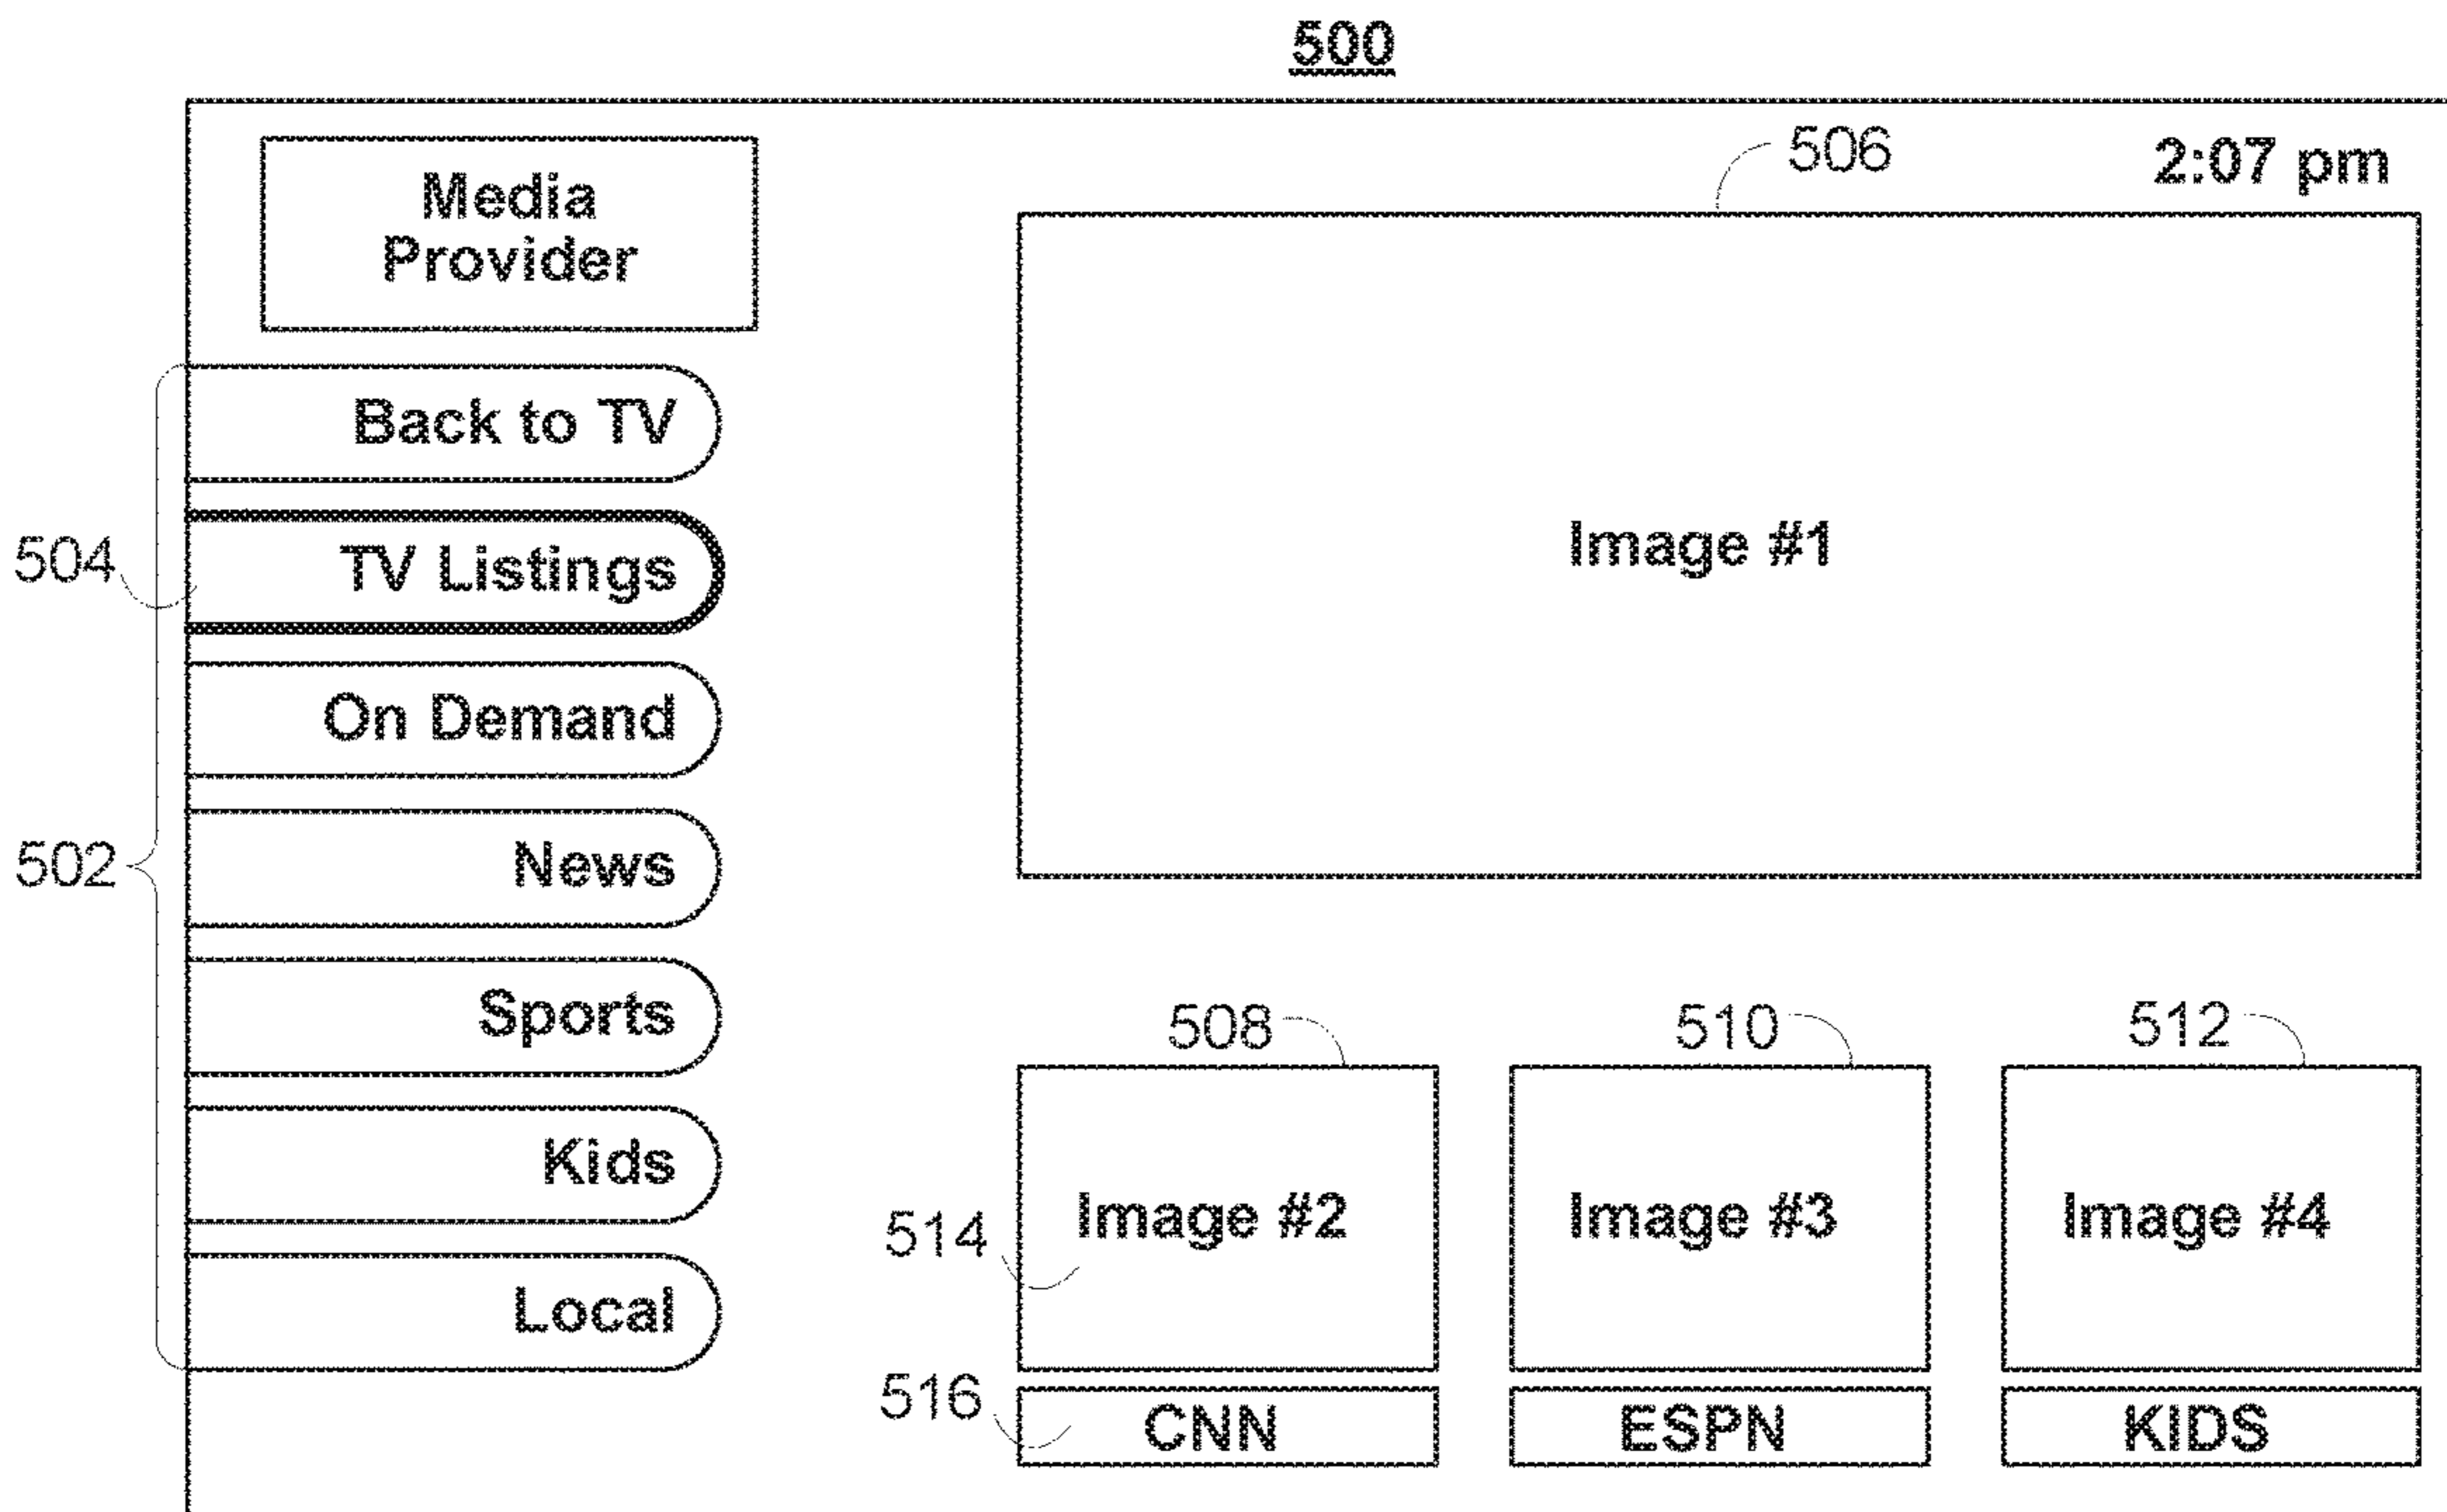 500
Media
Provider
506
2:07 pm
Back to TV
504
TV Listings
Image #1
On Demand
502
News
Sports
Kids
Local
508
510
512
514
Image #2
Image #3
Image #4
516
CNN
ESPN
KIDS